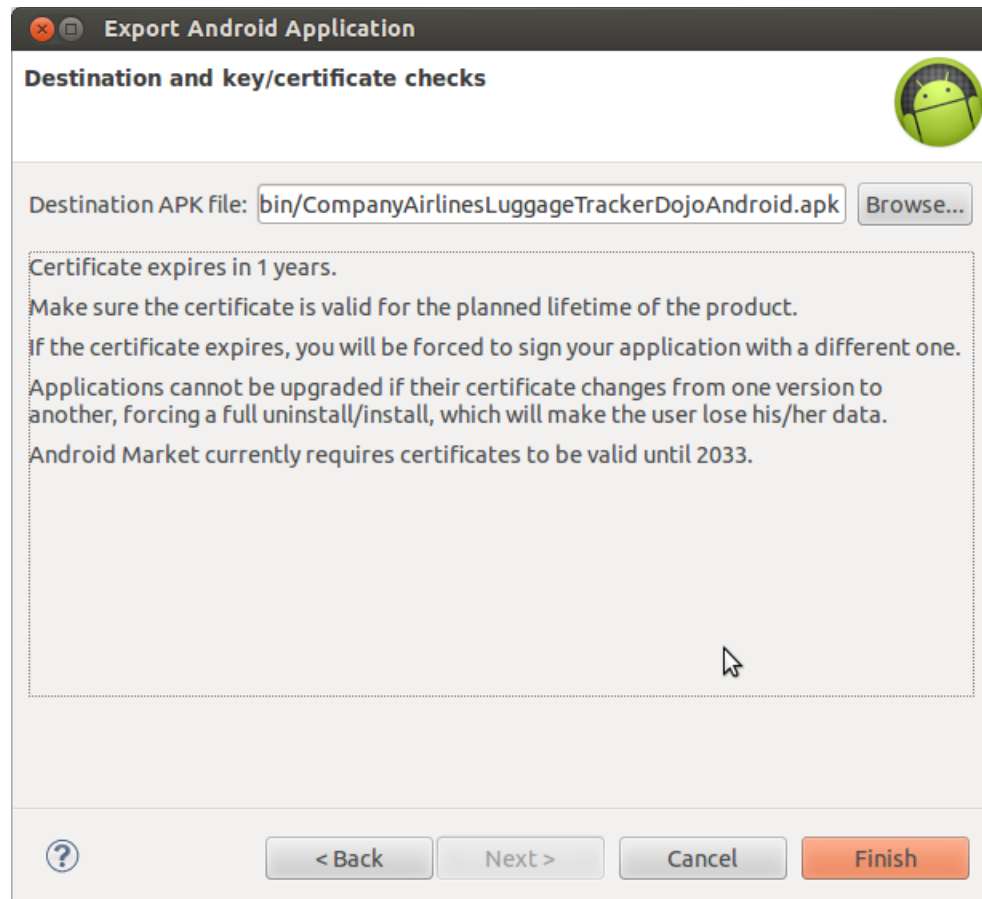 Export Android Application
Destination and key/certificate checks
Destination APK file: bin/CompanyAirlinesLuggageTrackerDojoAndroid.apk Browse...
Certificate expires in 1 years.
Make sure the certificate is valid for the planned lifetime of the product.
If the certificate expires, you will be forced to sign your application with a different one.
Applications cannot be upgraded if their certificate changes from one version to
another, forcing a full uninstall/install, which will make the user lose his/her data.
Android Market currently requires certificates to be valid until 2033.
? < Back Next > Cancel Finish